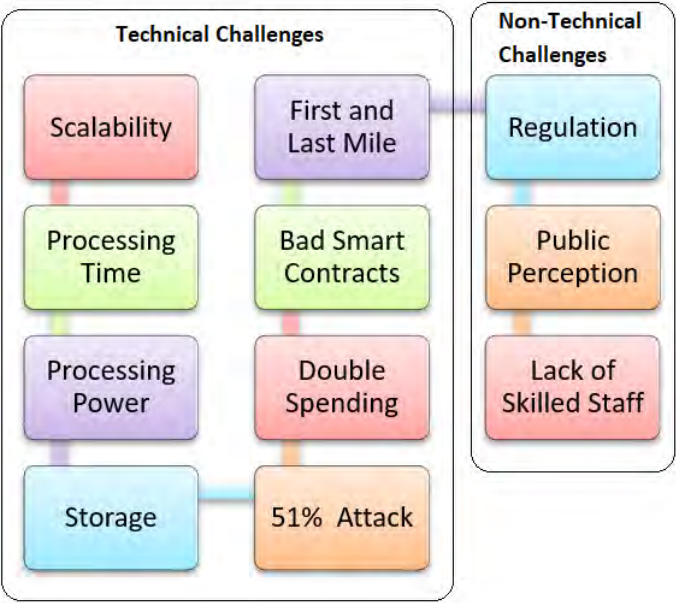 Technical Challenges
Scalability
Processing
Time
Processing
Power
Storage
First and
Last Mile
Bad Smart
Contracts
Double
Spending
51% Attack
Non-Technical
Challenges
Regulation
Public
Perception
Lack of
Skilled Staff